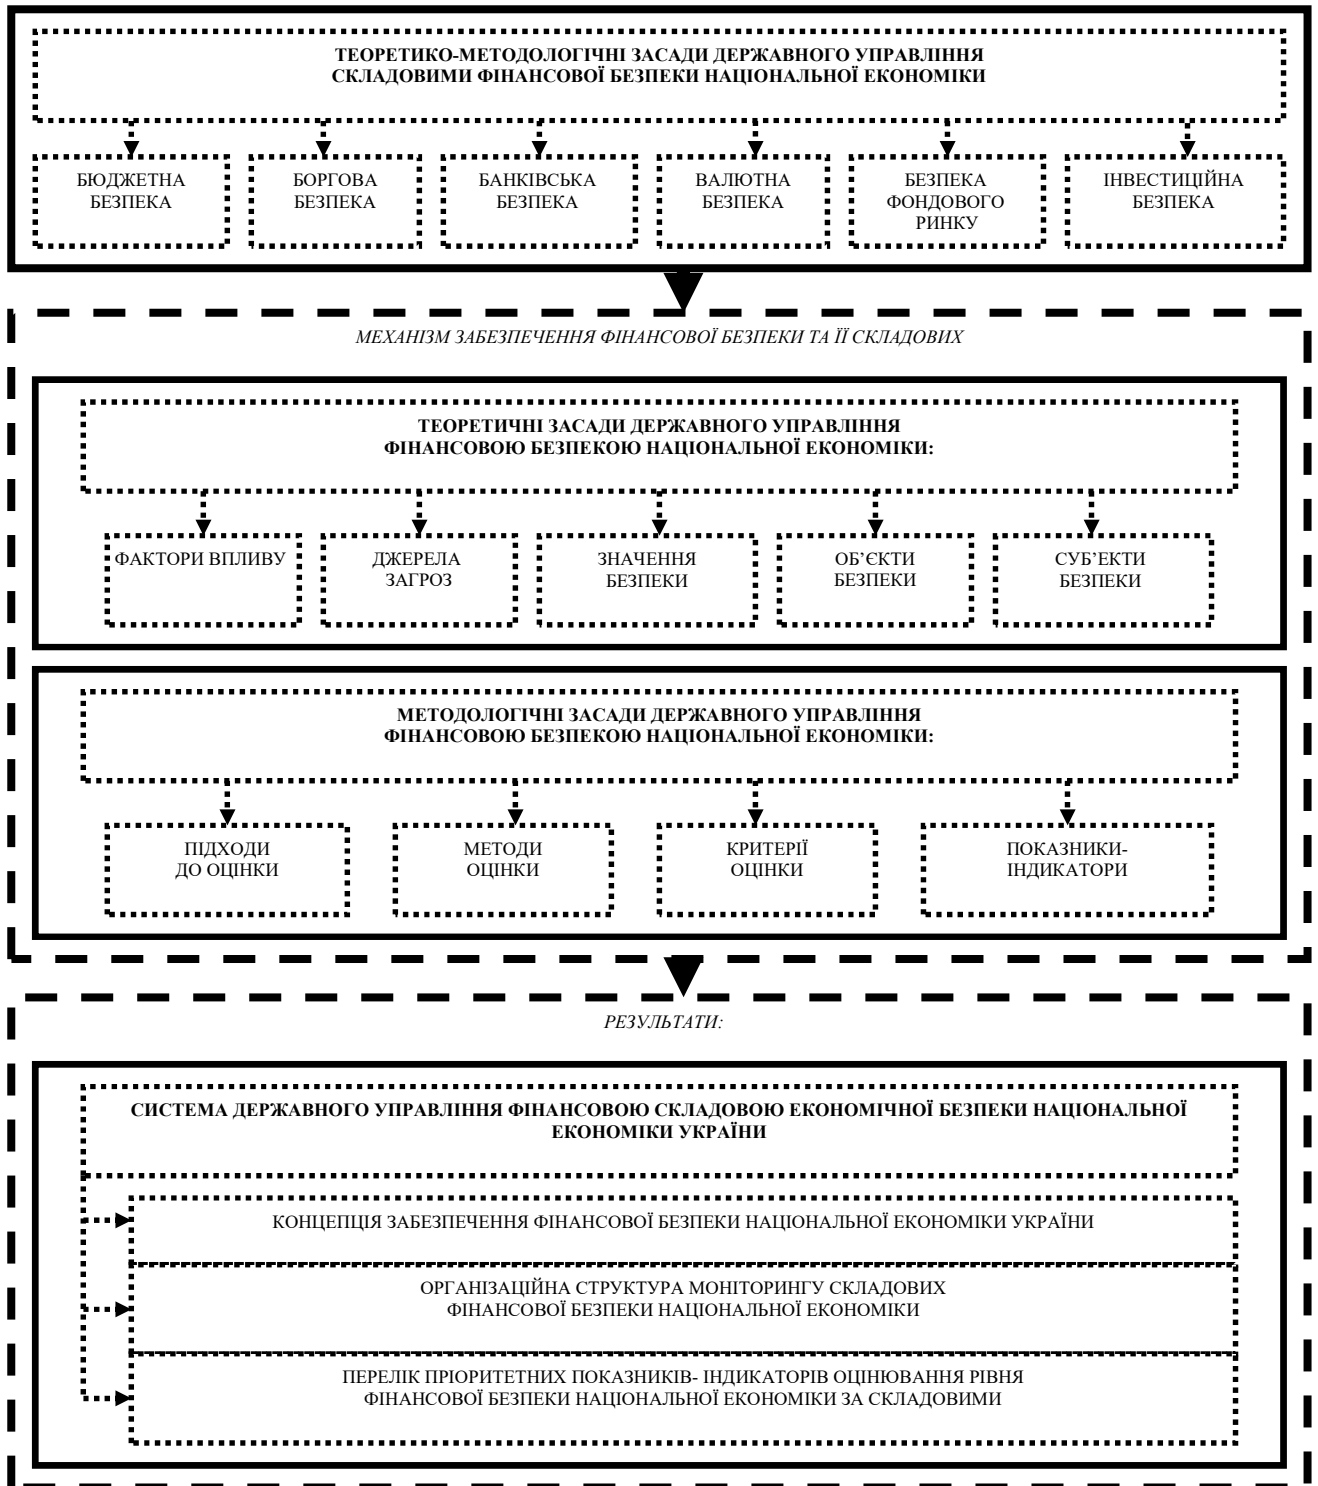 ТЕОРЕТИКО-МЕТОДОЛОГІЧНІ ЗАСАДИ ДЕРЖАВНОГО УПРАВЛІННЯ
СКЛАДОВИМИ ФІНАНСОВОЇ БЕЗПЕКИ НАЦІОНАЛЬНОЇ ЕКОНОМІКИ
БЮДЖЕТНА
БЕЗПЕКА
БОРГОВА
БЕЗПЕКА
БАНКІВСЬКА
БЕЗПЕКА
ВАЛЮТНА
БЕЗПЕКА
БЕЗПЕКА
ФОНДОВОГО
РИНКУ
ІНВЕСТИЦІЙНА
БЕЗПЕКА
МЕХАНІЗМ ЗАБЕЗПЕЧЕННЯ ФІНАНСОВОЇ БЕЗПЕКИ ТА ЇЇ СКЛАДОВИХ
ТЕОРЕТИЧНІ ЗАСАДИ ДЕРЖАВНОГО УПРАВЛІННЯ
ФІНАНСОВОЮ БЕЗПЕКОЮ НАЦІОНАЛЬНОЇ ЕКОНОМІКИ:
ФАКТОРИ ВПЛИВУ
ДЖЕРЕЛА
ЗАГРОЗ
ЗНАЧЕННЯ
БЕЗПЕКИ
ОБ’ЄКТИ
БЕЗПЕКИ
СУБ’ЕКТИ
БЕЗПЕКИ
МЕТОДОЛОГІЧНІ ЗАСАДИ ДЕРЖАВНОГО УПРАВЛІННЯ
ФІНАНСОВОЮ БЕЗПЕКОЮ НАЦІОНАЛЬНОЇ ЕКОНОМІКИ:
ПІДХОДИ
ДО ОЦІНКИ
МЕТОДИ
ОЦІНКИ
КРИТЕРІЇ
ОЦІНКИ
ПОКАЗНИКИ-
ІНДИКАТОРИ
РЕЗУЛЬТАТИ:
СИСТЕМА ДЕРЖАВНОГО УПРАВЛІННЯ ФІНАНСОВОЮ СКЛАДОВОЮ ЕКОНОМІЧНОЇ БЕЗПЕКИ НАЦІОНАЛЬНОЇ
ЕКОНОМІКИ УКРАЇНИ
КОНЦЕПЦІЯ ЗАБЕЗПЕЧЕННЯ ФІНАНСОВОЇ БЕЗПЕКИ НАЦІОНАЛЬНОЇ ЕКОНОМІКИ УКРАЇНИ
ОРГАНІЗАЦІЙНА СТРУКТУРА МОНІТОРИНГУ СКЛАДОВИХ
ФІНАНСОВОЇ БЕЗПЕКИ НАЦІОНАЛЬНОЇ ЕКОНОМІКИ
ПЕРЕЛІК ПРІОРИТЕТНИХ ПОКАЗНИКІВ- ІНДИКАТОРІВ ОЦІНЮВАННЯ РІВНЯ
ФІНАНСОВОЇ БЕЗПЕКИ НАЦІОНАЛЬНОЇ ЕКОНОМІКИ ЗА СКЛАДОВИМИ